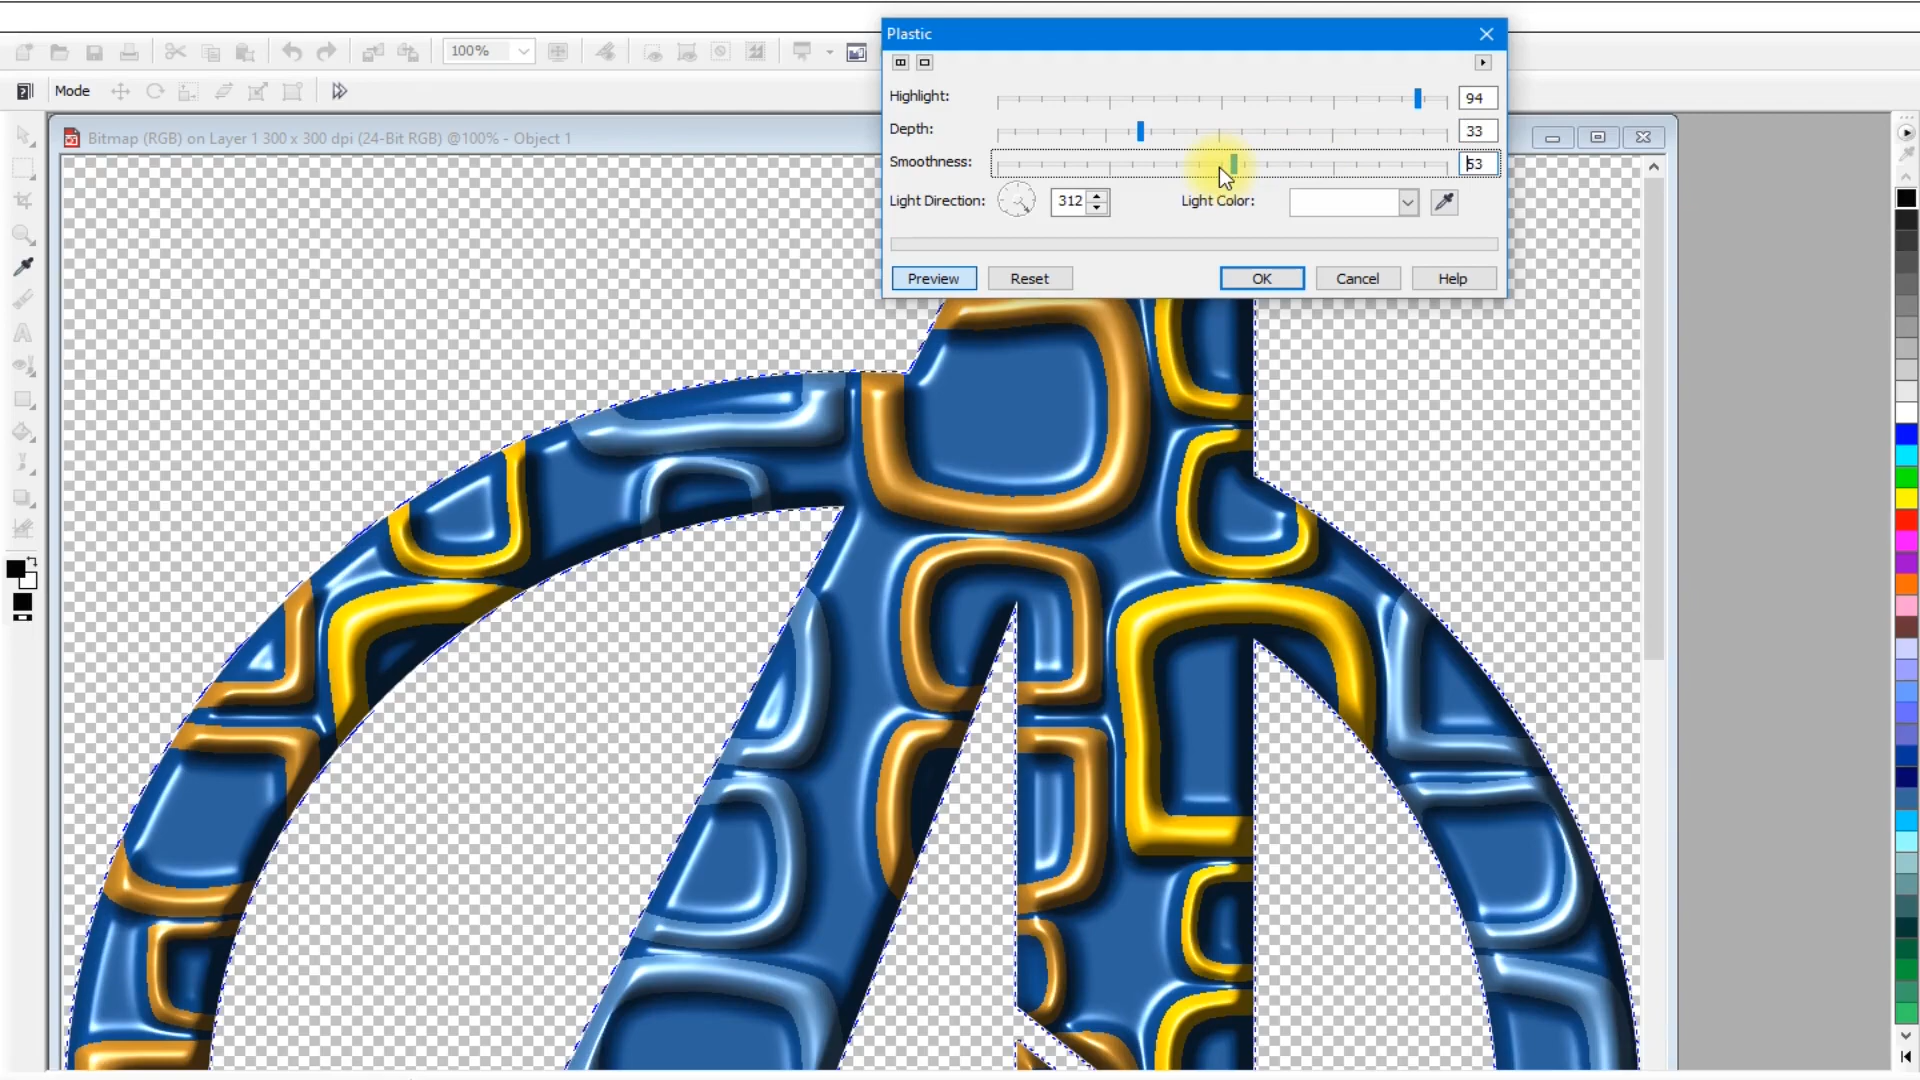 Plastic
100%
Mode
Highlight: 94
Depth: 33
Smoothness: 53
Light Direction: 312 Light Color:
Preview Reset OK Cancel Help
Bitmap (RGB) on Layer 1 300 x 300 dpi (24-Bit RGB) @100% - Object 1